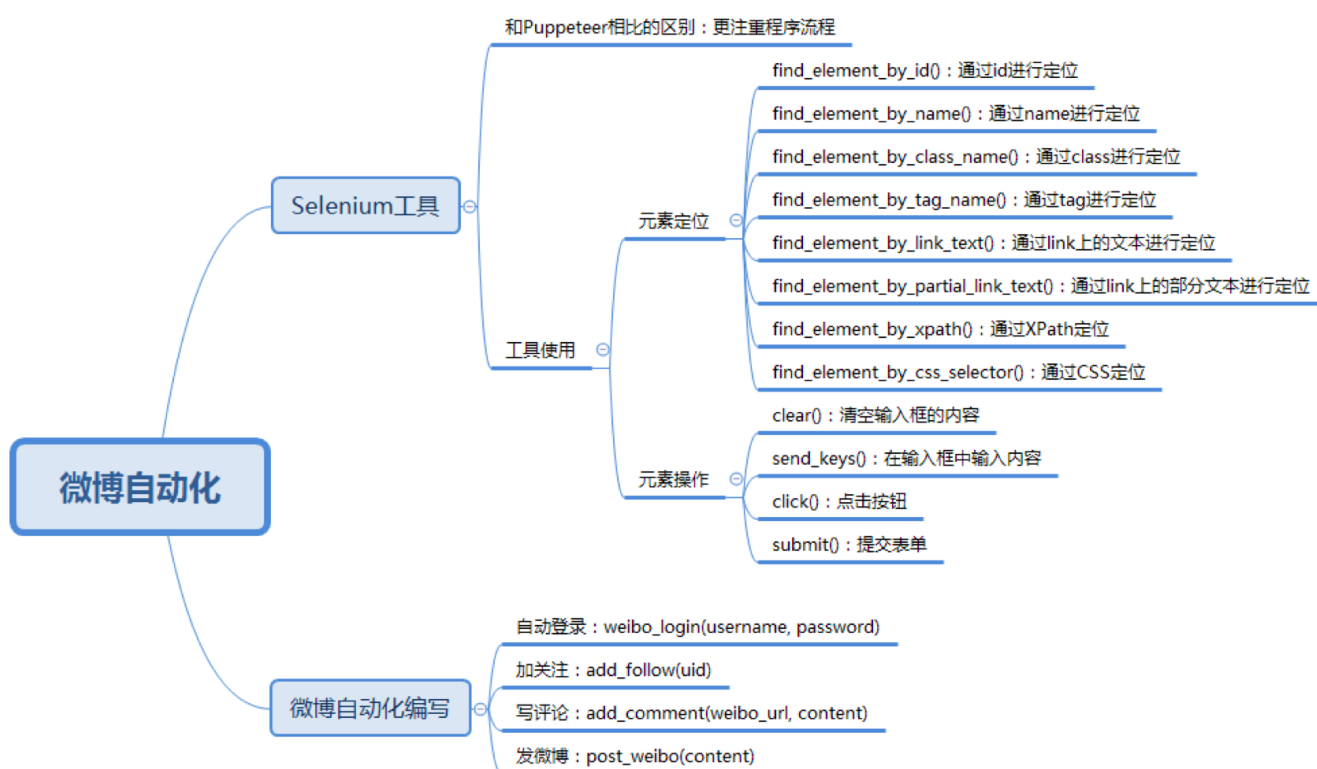 和Puppeteer相比的区别：更注重程序流程
find_element_by_id()：通过id进行定位
find_element_by_name()：通过name进行定位
find_element_by_class_name()：通过class进行定位
Selenium工具
元素定位
find_element_by_tag_name()：通过tag进行定位
find_element_by_link_text()：通过link上的文本进行定位
find_element_by_partial_link_text()：通过link上的部分文本进行定位
find_element_by_xpath()：通过XPath定位
工具使用
find_element_by_css_selector()：通过CSS定位
clear()：清空输入框的内容
send_keys()：在输入框中输入内容
元素操作
click()：点击按钮
submit()：提交表单
微博自动化
自动登录：weibo_login(username, password)
加关注：add_follow(uid)
微博自动化编写
写评论：add_comment(weibo_url, content)
发微博：post_weibo(content)